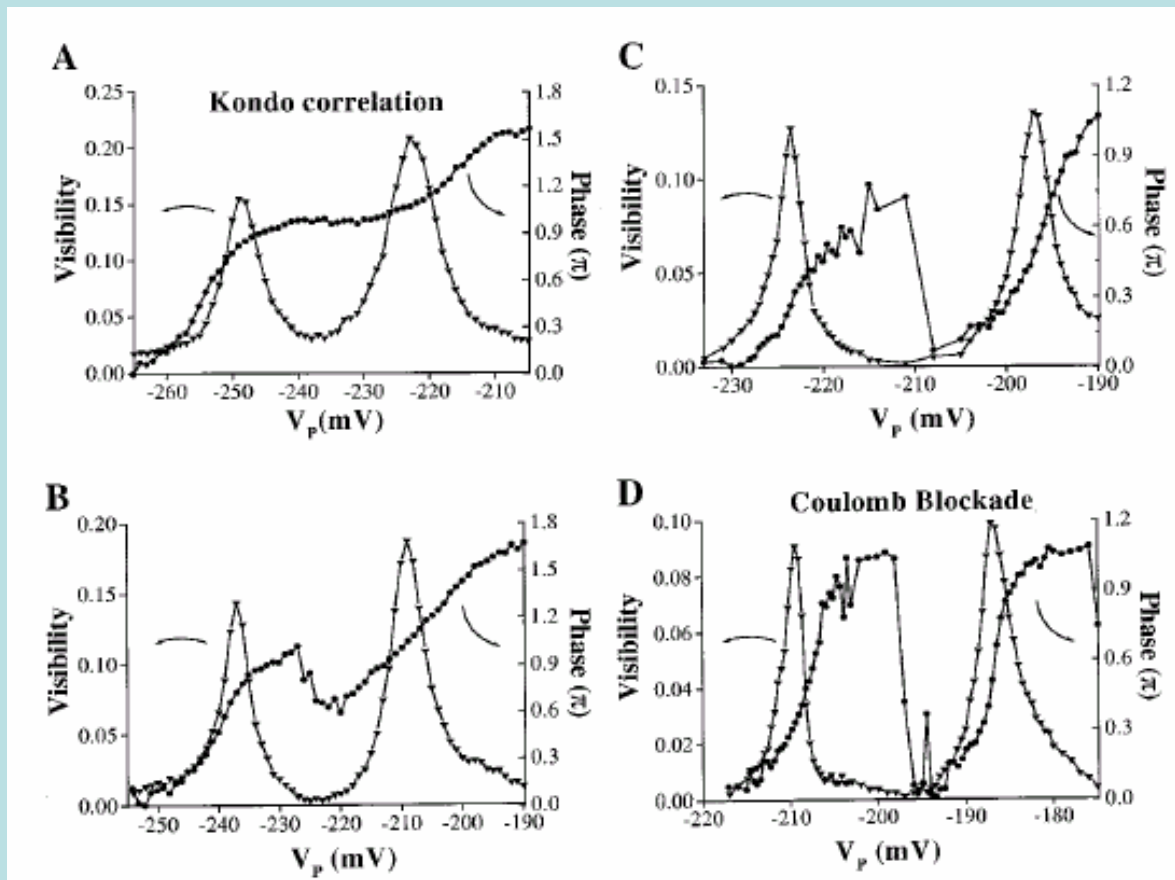 A
Kondo correlation
0.25
0.20
0.15
0.10
0.05
0.00
Visibility
1.8
1.5
1.2
0.9
0.6
0.3
0.0
Phase (π)
-260 -250 -240 -230 -220 -210
V_P(mV)
C
0.15
0.10
0.05
0.00
Visibility
1.2
0.9
0.6
0.3
0.0
Phase (π)
-230 -220 -210 -200 -190
V_P (mV)
B
0.20
0.15
0.10
0.05
0.00
Visibility
1.8
1.5
1.2
0.9
0.6
0.3
0.0
Phase (π)
-250 -240 -230 -220 -210 -200 -190
V_P (mV)
D
Coulomb Blockade
0.10
0.08
0.06
0.04
0.02
0.00
Visibility
1.2
0.9
0.6
0.3
0.0
Phase (π)
-220 -210 -200 -190 -180
V_P (mV)